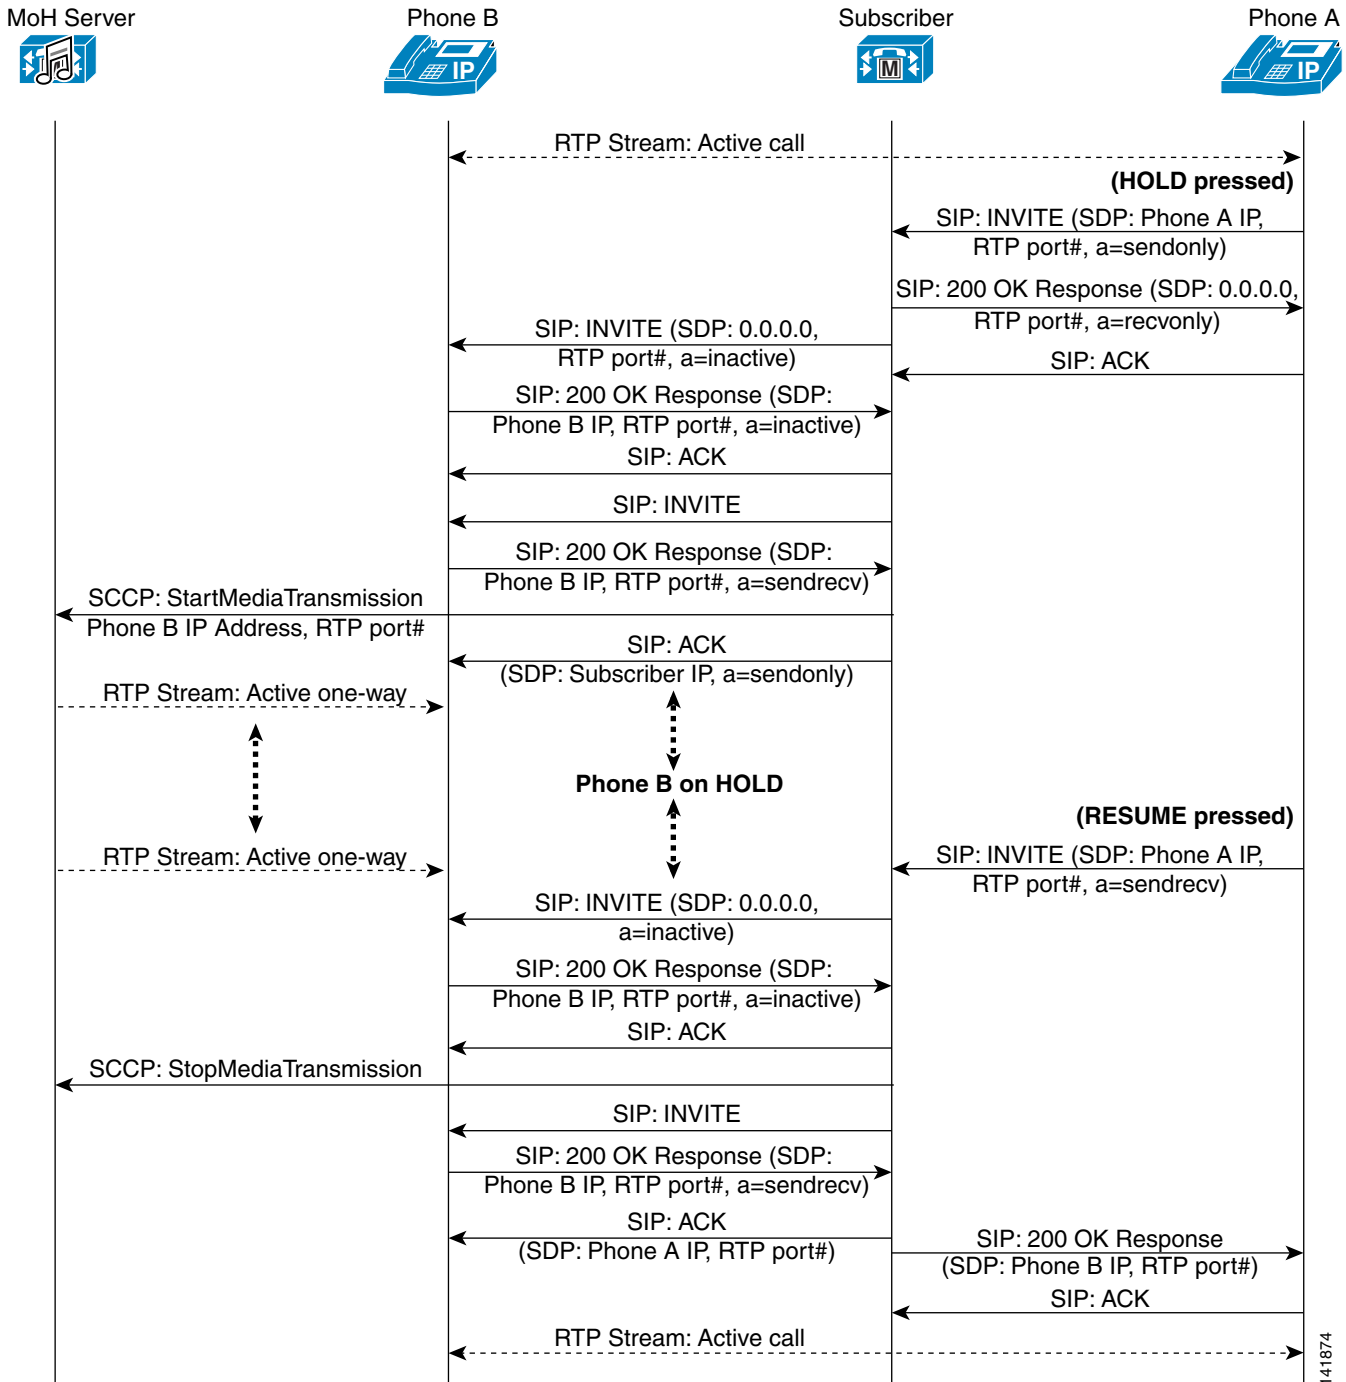 MoH Server
Phone B
Subscriber
Phone A
IP
M
IP
RTP Stream: Active call
(HOLD pressed)
SIP: INVITE (SDP: Phone A IP,
RTP port#, a=sendonly)
SIP: 200 OK Response (SDP: 0.0.0.0,
RTP port#, a=recvonly)
SIP: INVITE (SDP: 0.0.0.0,
RTP port#, a=inactive)
SIP: ACK
SIP: 200 OK Response (SDP:
Phone B IP, RTP port#, a=inactive)
SIP: ACK
SIP: INVITE
SIP: 200 OK Response (SDP:
Phone B IP, RTP port#, a=sendrecv)
SCCP: StartMediaTransmission
Phone B IP Address, RTP port#
SIP: ACK
(SDP: Subscriber IP, a=sendonly)
RTP Stream: Active one-way
Phone B on HOLD
(RESUME pressed)
RTP Stream: Active one-way
SIP: INVITE (SDP: Phone A IP,
RTP port#, a=sendrecv)
SIP: INVITE (SDP: 0.0.0.0,
a=inactive)
SIP: 200 OK Response (SDP:
Phone B IP, RTP port#, a=inactive)
SIP: ACK
SCCP: StopMediaTransmission
SIP: INVITE
SIP: 200 OK Response (SDP:
Phone B IP, RTP port#, a=sendrecv)
SIP: ACK
(SDP: Phone A IP, RTP port#)
SIP: 200 OK Response
(SDP: Phone B IP, RTP port#)
SIP: ACK
RTP Stream: Active call
141874